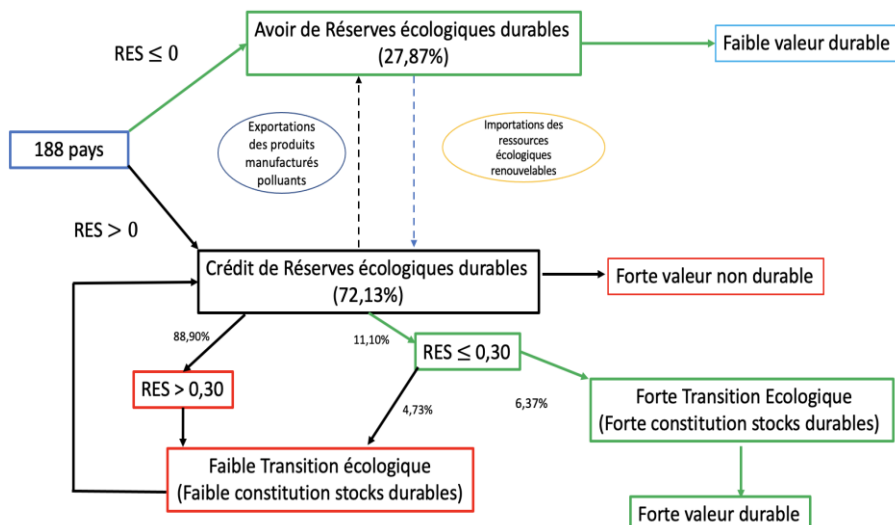 Avoir de Réserves écologiques durables
(27,87%)
Faible valeur durable
RES ≤ 0
188 pays
Exportations
des produits
manufacturés
polluants
Importations des
ressources
écologiques
renouvelables
RES > 0
Crédit de Réserves écologiques durables
(72,13%)
Forte valeur non durable
88,90%
11,10%
RES ≤ 0,30
RES > 0,30
4,73%
6,37%
Forte Transition Ecologique
(Forte constitution stocks durables)
Faible Transition écologique
(Faible constitution stocks durables)
Forte valeur durable